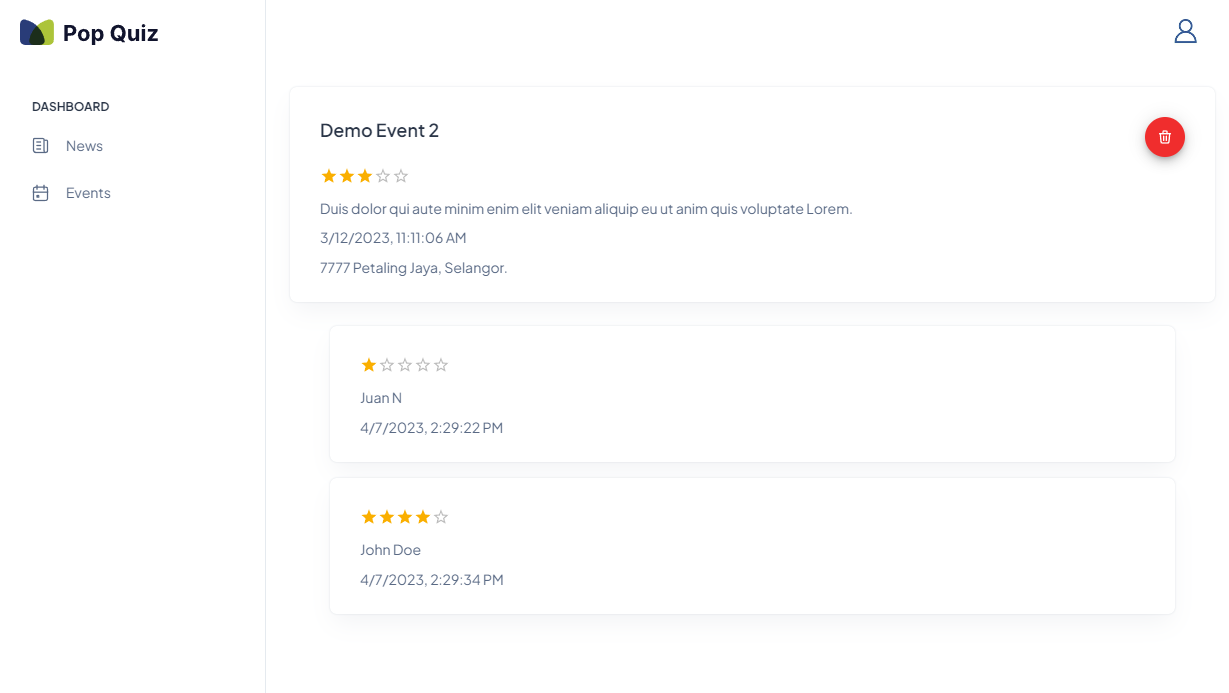 Pop Quiz
DASHBOARD
News
Events
Demo Event 2
Duis dolor qui aute minim enim elit veniam aliquip eu ut anim quis voluptate Lorem.
3/12/2023, 11:11:06 AM
7777 Petaling Jaya, Selangor.
Juan N
4/7/2023, 2:29:22 PM
John Doe
4/7/2023, 2:29:34 PM